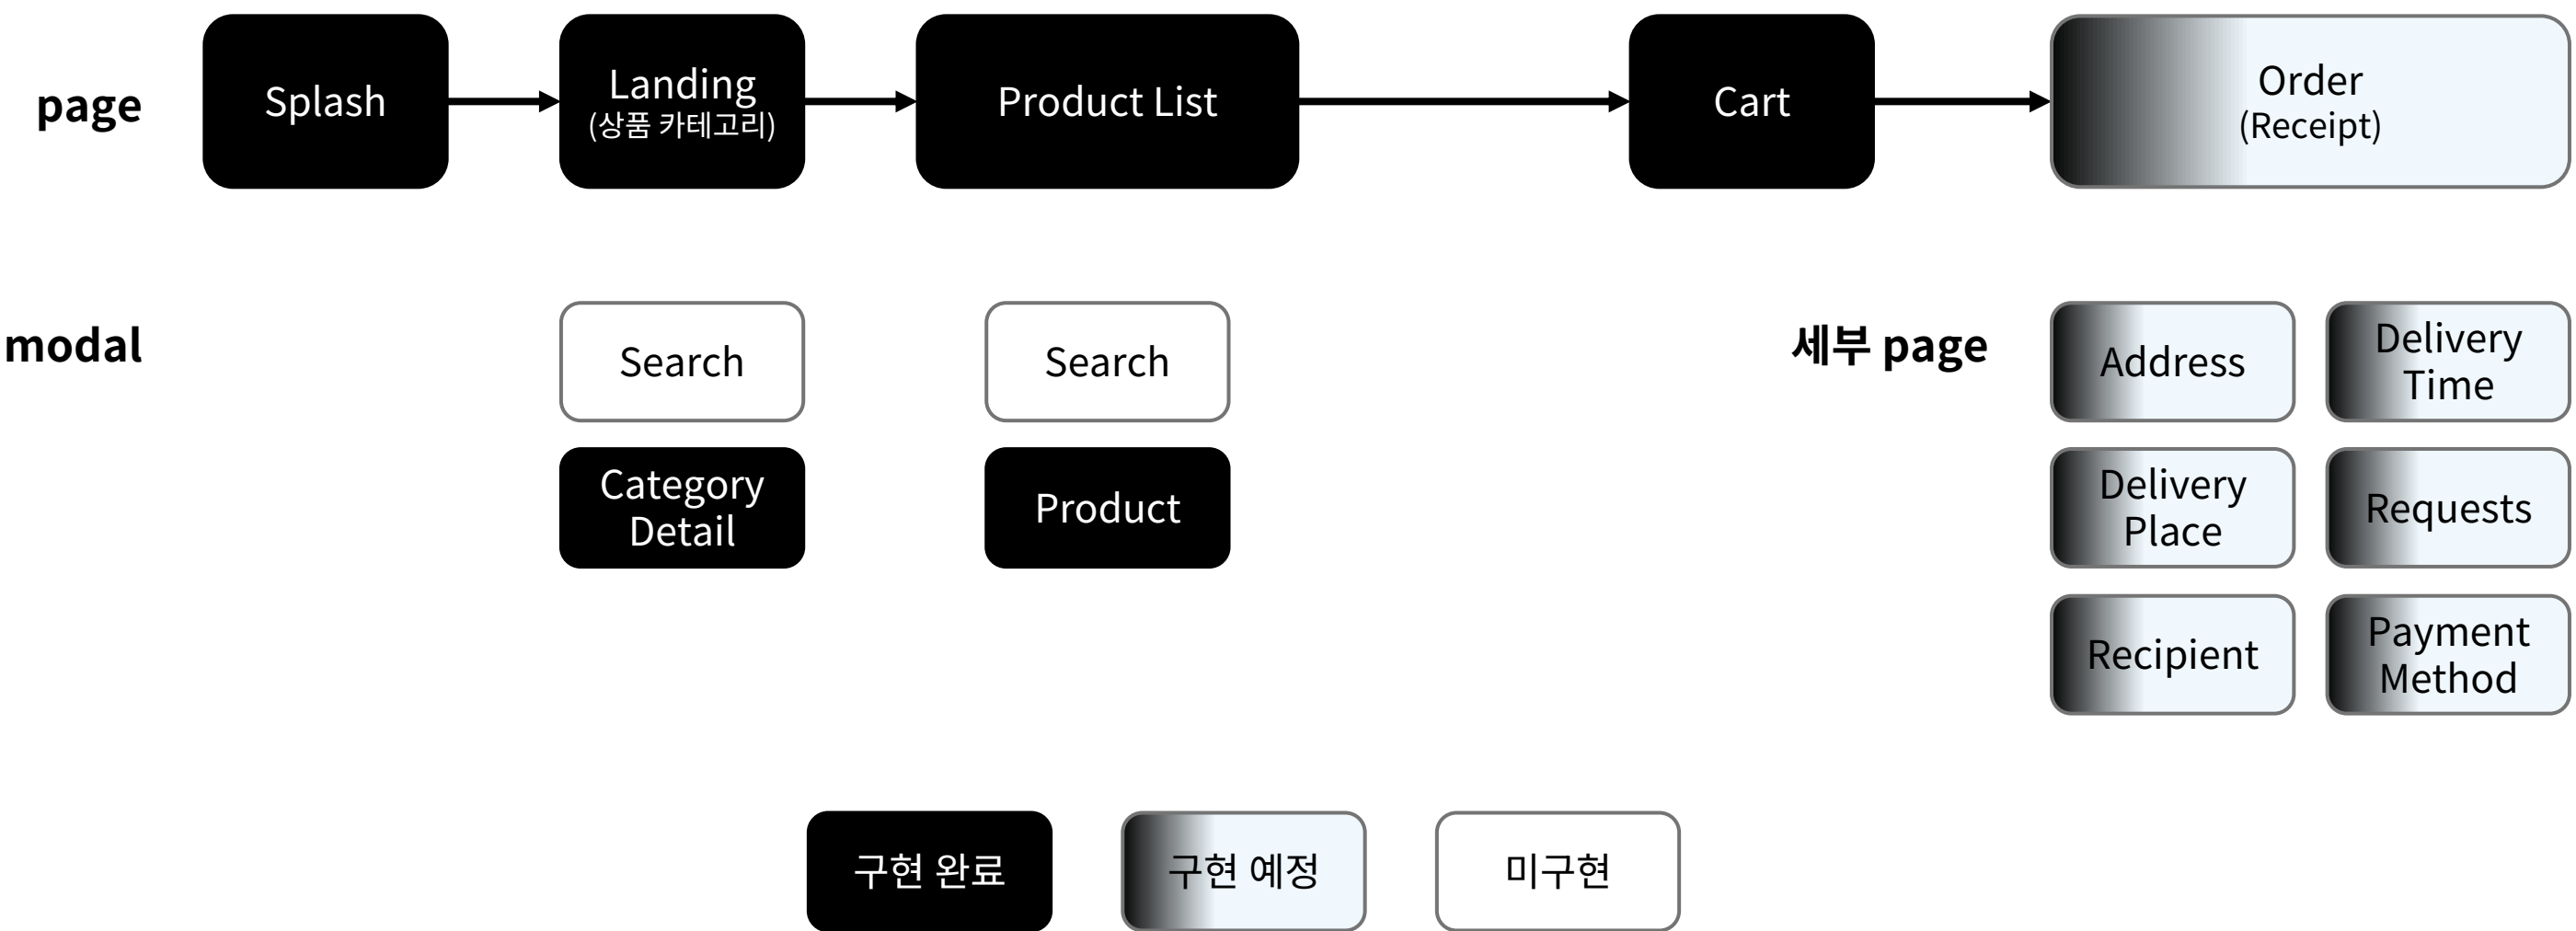 page
Splash
Landing
(상품 카테고리)
Product List
Cart
Order
(Receipt)
modal
Search
Search
세부 page
Address
Delivery
Time
Category
Detail
Product
Delivery
Place
Requests
Recipient
Payment
Method
구현 완료
구현 예정
미구현